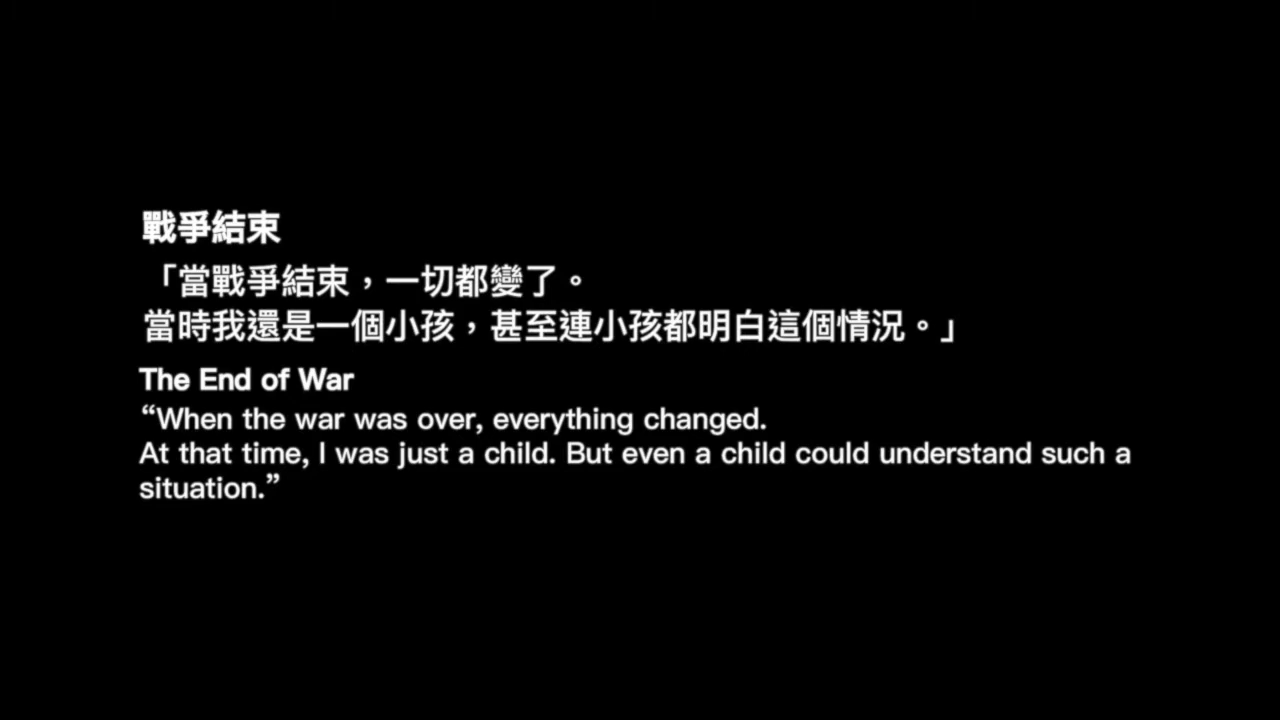 戰爭結束
「當戰爭結束，一切都變了。
當時我還是一個小孩，甚至連小孩都明白這個情況。」
The End of War
“When the war was over, everything changed.
At that time, I was just a child. But even a child could understand such a
situation.”